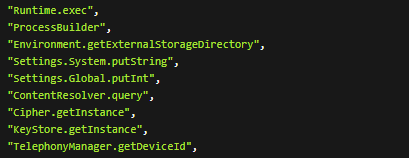 "Runtime.exec",
"ProcessBuilder",
"Environment.getExternalStorageDirectory",
"Settings.System.putString",
"Settings.Global.putInt",
"ContentResolver.query",
"Cipher.getInstance",
"KeyStore.getInstance",
"TelephonyManager.getDeviceId",